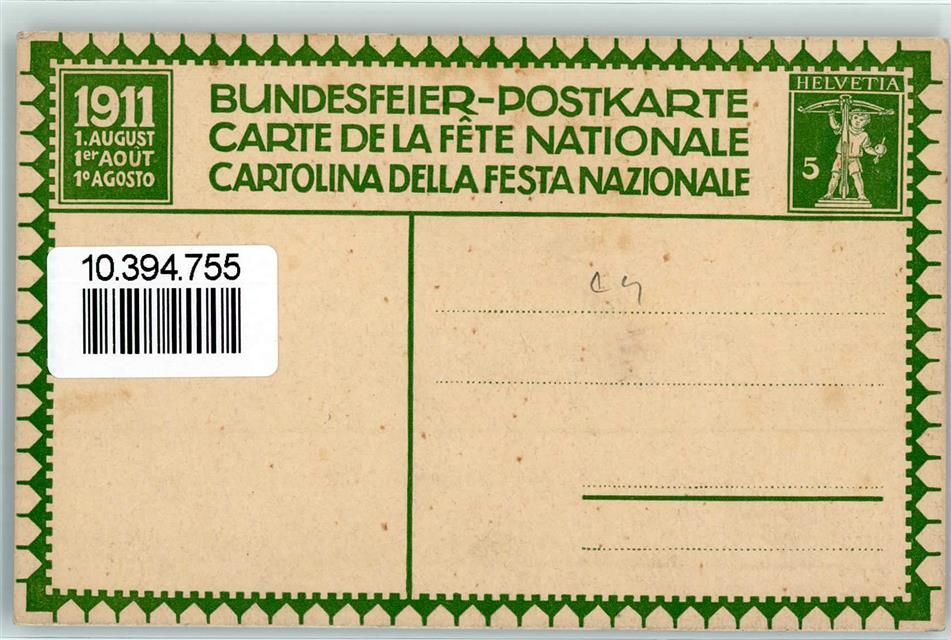 1911
1. AUGUST
1er AOÛT
1º AGOSTO
BUNDESFEIER-POSTKARTE
CARTE DE LA FÊTE NATIONALE
CARTOLINA DELLA FESTA NAZIONALE
HELVETIA
5
10.394.755